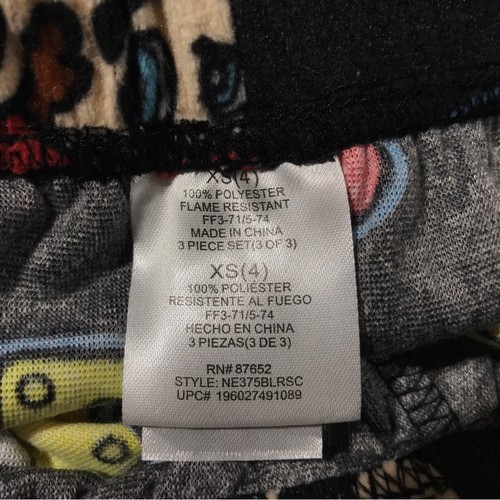 XS(4)
100% POLYESTER
FLAME RESISTANT
FF3-71/5-74
MADE IN CHINA
3 PIECE SET(3 OF 3)
XS(4)
100% POLIÉSTER
RESISTENTE AL FUEGO
FF3-71/5-74
HECHO EN CHINA
3 PIEZAS(3 DE 3)
RN# 87652
STYLE: NE375BLRSC
UPC# 196027491089